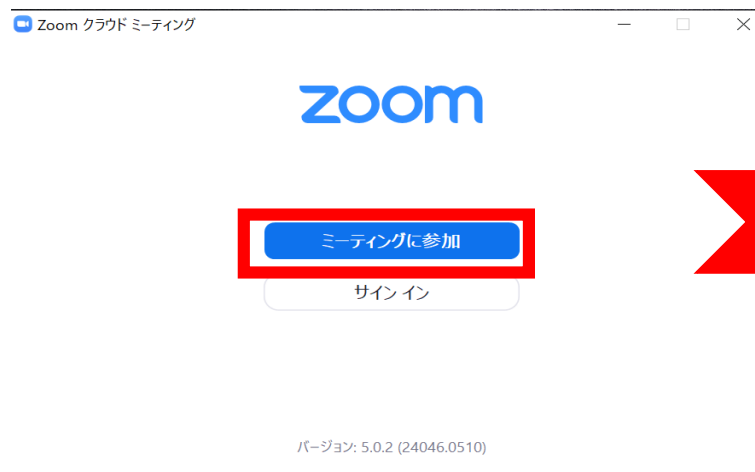 Zoom クラウド ミーティング
zoom
ミーティングに参加
サイン イン
バージョン: 5.0.2 (24046.0510)